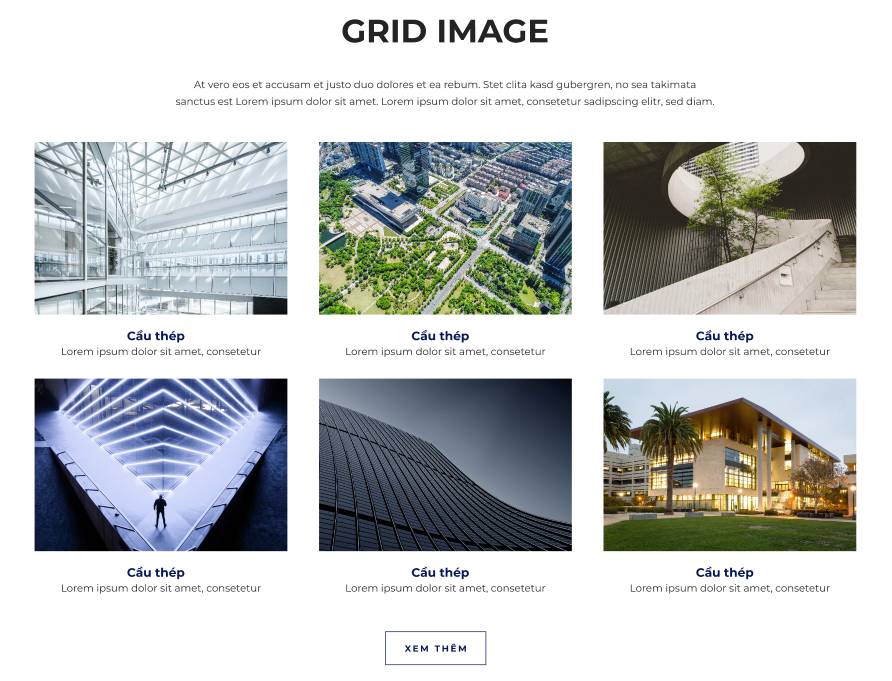 GRID IMAGE
At vero eos et accusam et justo duo dolores et ea rebum. Stet clita kasd gubergren, no sea takimata
sanctus est Lorem ipsum dolor sit amet. Lorem ipsum dolor sit amet, consetetur sadipscing elitr, sed diam.
Cầu thép
Lorem ipsum dolor sit amet, consetetur
Cầu thép
Lorem ipsum dolor sit amet, consetetur
Cầu thép
Lorem ipsum dolor sit amet, consetetur
Cầu thép
Lorem ipsum dolor sit amet, consetetur
Cầu thép
Lorem ipsum dolor sit amet, consetetur
Cầu thép
Lorem ipsum dolor sit amet, consetetur
XEM THÊM